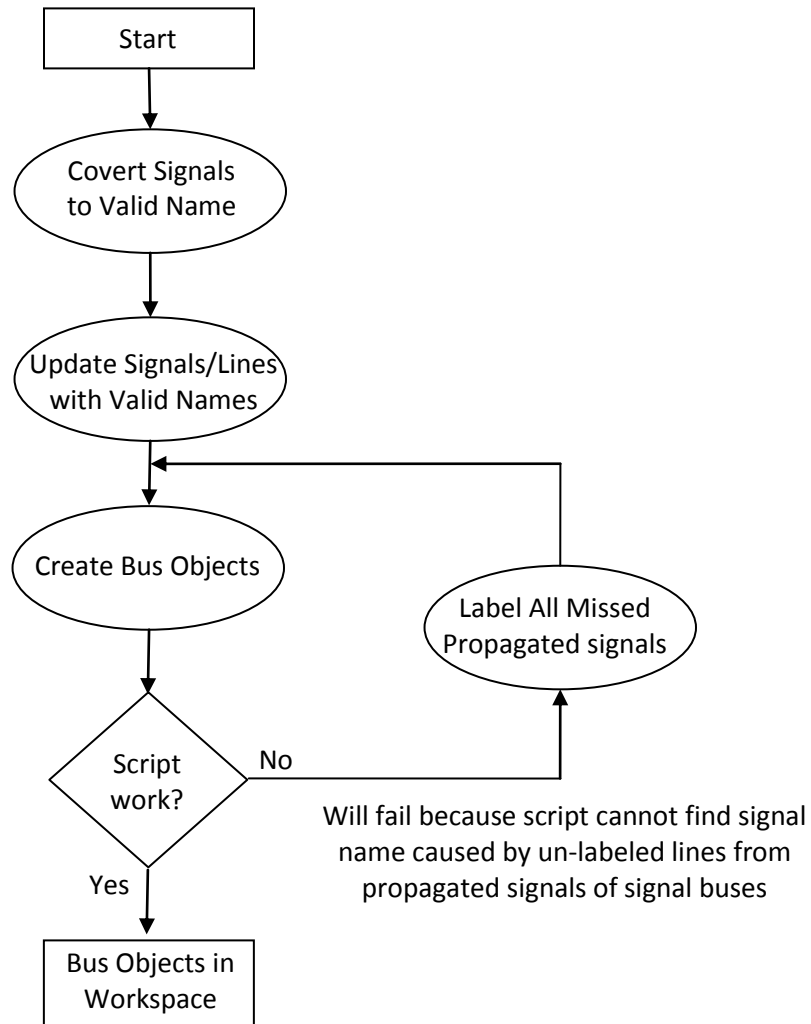 Start
Covert Signals
to Valid Name
Update Signals/Lines
with Valid Names
Create Bus Objects
Label All Missed
Propagated signals
Script
work?
No
Will fail because script cannot find signal
name caused by un-labeled lines from
propagated signals of signal buses
Yes
Bus Objects in
Workspace